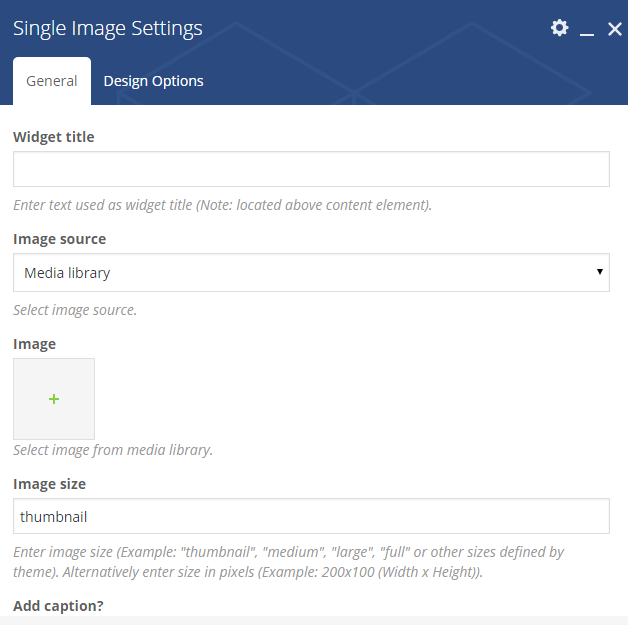 Single Image Settings
General
Design Options
Widget title
Enter text used as widget title (Note: located above content element).
Image source
Media library
Select image source.
Image
+
Select image from media library.
Image size
thumbnail
Enter image size (Example: "thumbnail", "medium", "large", "full" or other sizes defined by
theme). Alternatively enter size in pixels (Example: 200x100 (Width x Height)).
Add caption?